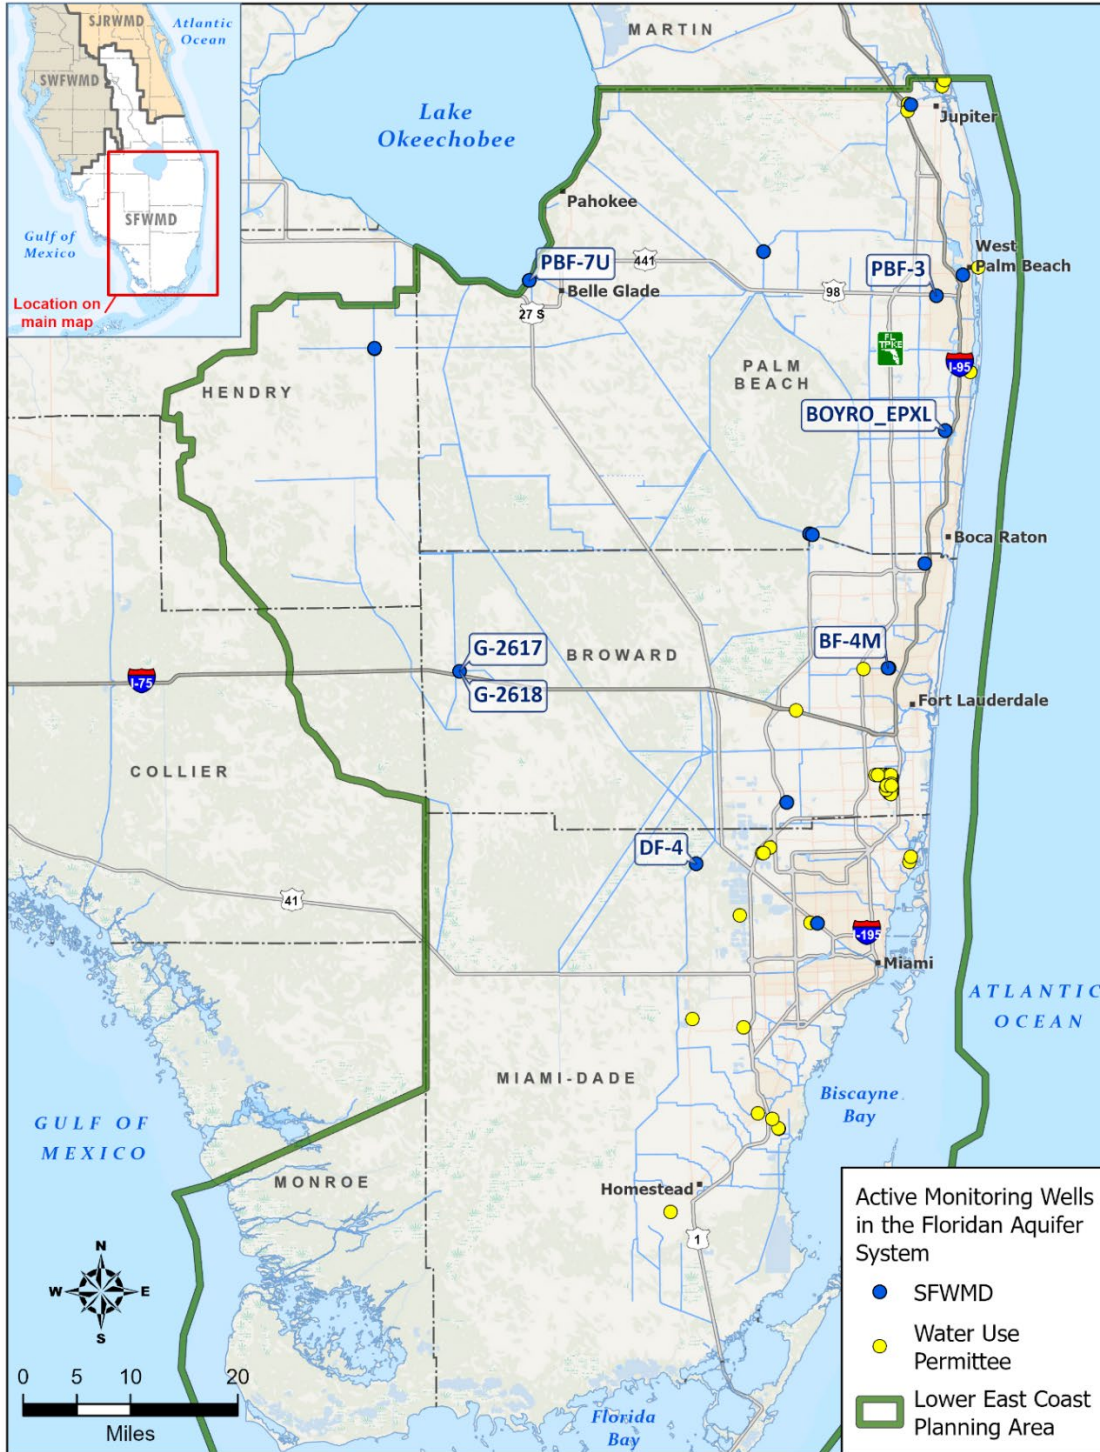 SJRWMD
Atlantic
Ocean
SWFWMD
SFWMD
Gulf of
Mexico
Location on
main map
MARTIN
Lake
Okeechobee
Jupiter
Pahokee
West
Palm Beach
PBF-7U
441
PBF-3
Belle Glade
98
27 S
FL
TPKE
I-95
PALM
BEACH
HENDRY
BOYRO_EPXL
Boca Raton
G-2617
BROWARD
BF-4M
I-75
G-2618
Fort Lauderdale
COLLIER
DF-4
41
I-195
Miami
ATLANTIC
OCEAN
MIAMI-DADE
Biscayne
Bay
GULF OF
MEXICO
MONROE
Homestead
1
N
W E
S
0 5 10 20
Miles
Florida
Bay
Active Monitoring Wells
in the Floridan Aquifer
System
SFWMD
Water Use
Permittee
Lower East Coast
Planning Area